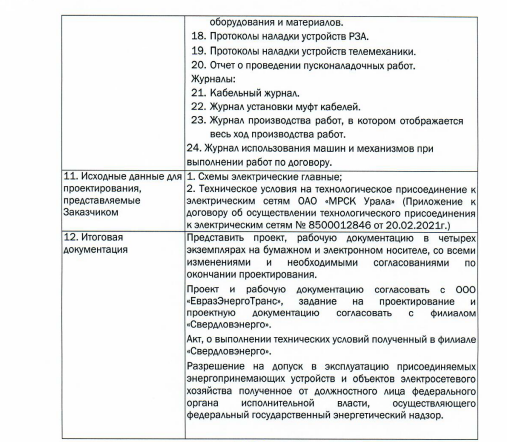 оборудования и материалов.
18. Протоколы наладки устройств РЗА.
19. Протоколы наладки устройств телемеханики.
20. Отчет о проведении пусконаладочных работ.
Журналы:
21. Кабельный журнал.
22. Журнал установки муфт кабелей.
23. Журнал производства работ, в котором отображается
весь ход производства работ.
24. Журнал использования машин и механизмов при
выполнении работ по договору.
11. Исходные данные для
проектирования,
представляемые
Заказчиком
1. Схемы электрические главные;
2. Техническое условия на технологическое присоединение к
электрическим сетям ОАО «МРСК Урала» (Приложение к
договору об осуществлении технологического присоединения
к электрическим сетям № 8500012846 от 20.02.2021г.)
12. Итоговая
документация
Представить проект, рабочую документацию в четырех
экземплярах на бумажном и электронном носителе, со всеми
изменениями и необходимыми согласованиями по
окончании проектирования.
Проект и рабочую документацию согласовать с ООО
«ЕвразЭнергоТранс», задание на проектирование и
проектную документацию согласовать с филиалом
«Свердловэнерго».
Акт, о выполнении технических условий полученный в филиале
«Свердловэнерго».
Разрешение на допуск в эксплуатацию присоединяемых
энергопринимающих устройств и объектов электросетевого
хозяйства полученное от должностного лица федерального
органа исполнительной власти, осуществляющего
федеральный государственный энергетический надзор.